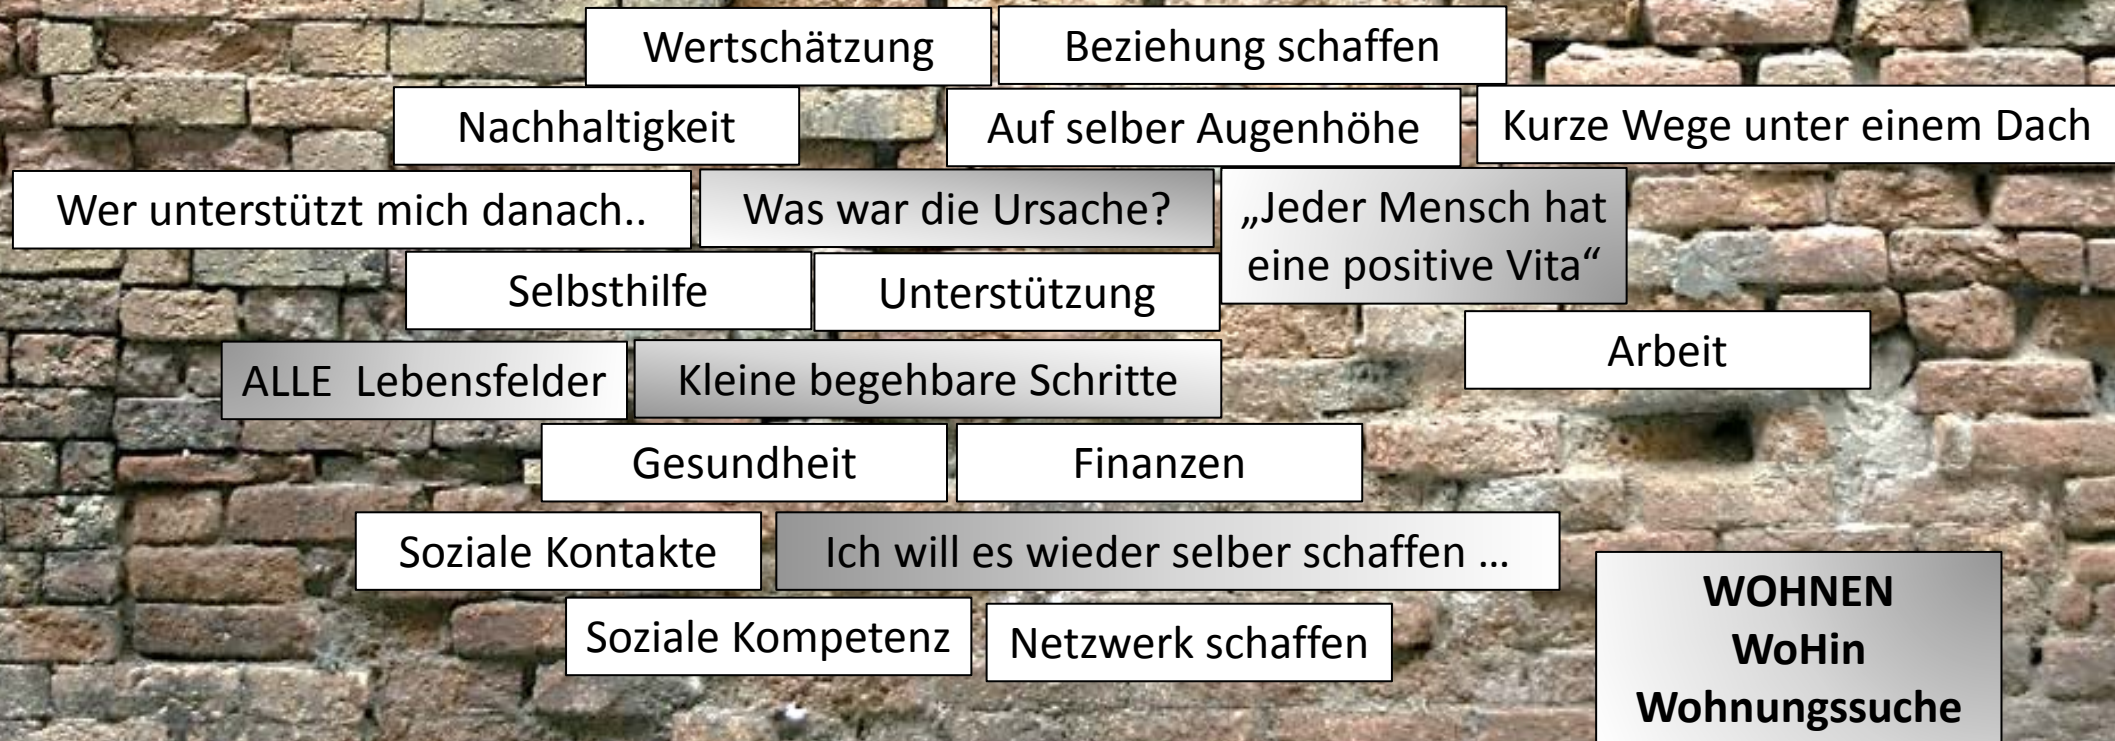 Wertschätzung
Beziehung schaffen
Nachhaltigkeit
Auf selber Augenhöhe
Kurze Wege unter einem Dach
Wer unterstützt mich danach..
Was war die Ursache?
„Jeder Mensch hat
eine positive Vita“
Selbsthilfe
Unterstützung
Arbeit
ALLE Lebensfelder
Kleine begehbare Schritte
Gesundheit
Finanzen
Soziale Kontakte
Ich will es wieder selber schaffen …
Soziale Kompetenz
Netzwerk schaffen
WOHNEN
WoHin
Wohnungssuche